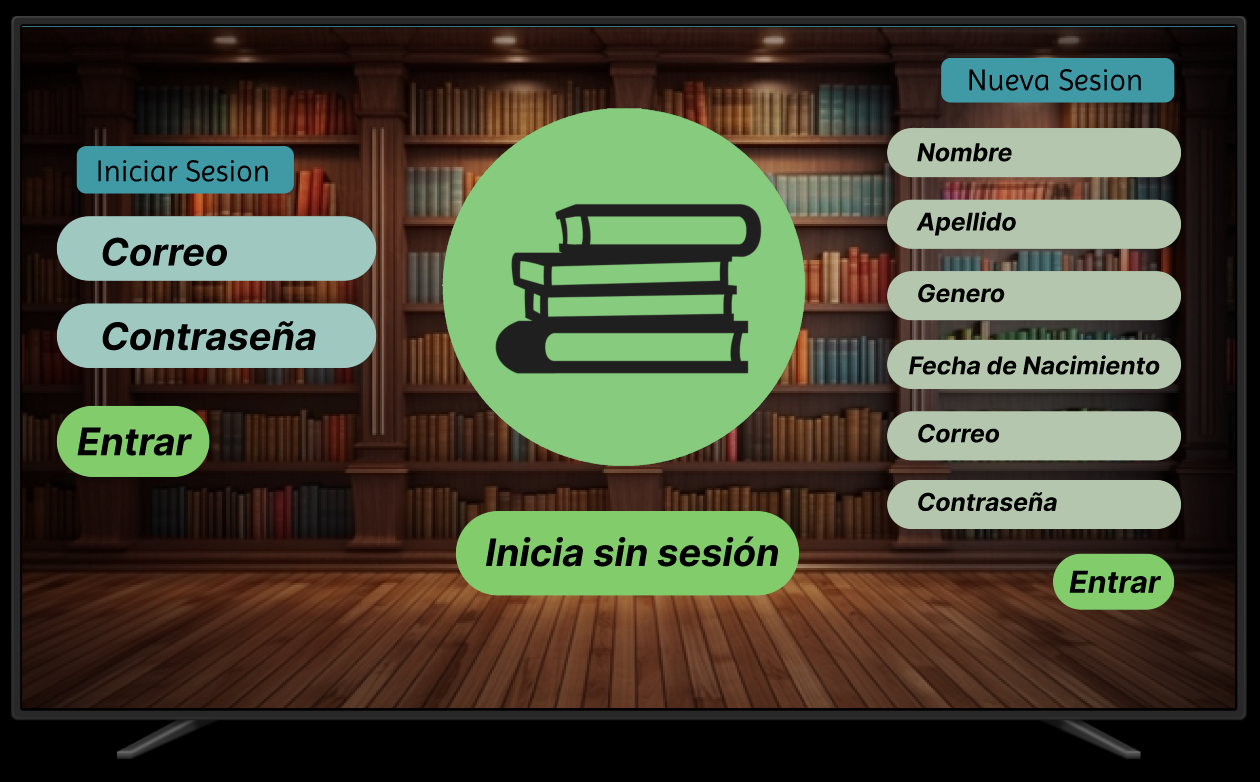 Iniciar Sesion
Correo
Contraseña
Entrar
Inicia sin sesión
Nueva Sesion
Nombre
Apellido
Genero
Fecha de Nacimiento
Correo
Contraseña
Entrar